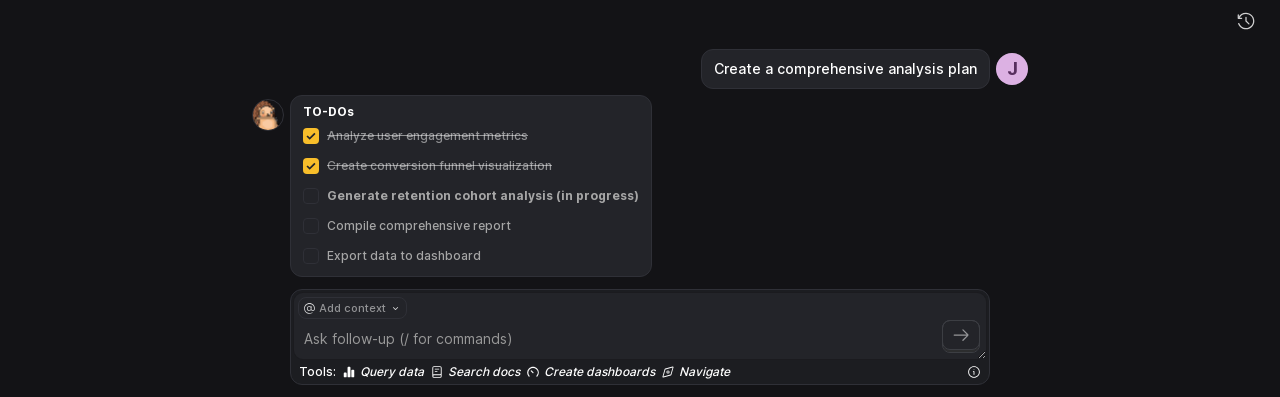 Create a comprehensive analysis plan
J
TO-DOs
Analyze user engagement metrics
Create conversion funnel visualization
Generate retention cohort analysis (in progress)
Compile comprehensive report
Export data to dashboard
@ Add context
Ask follow-up (/ for commands)
Tools: Query data Search docs Create dashboards Navigate